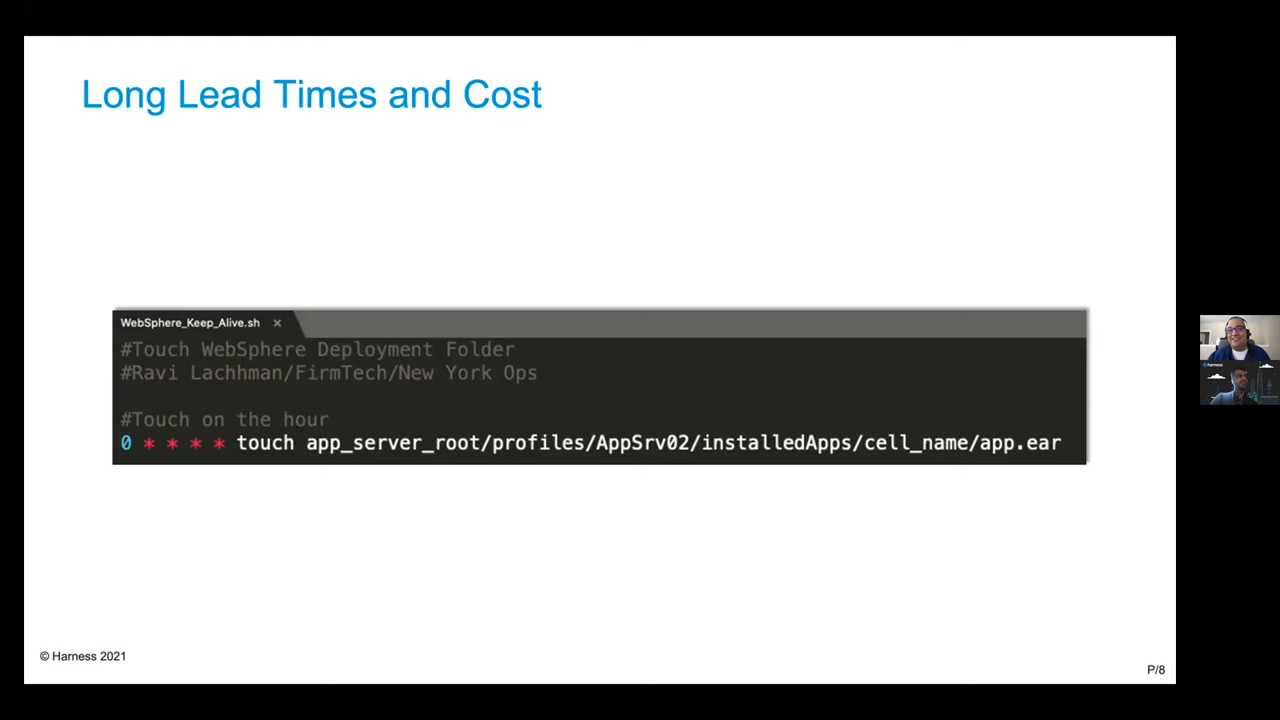 Long Lead Times and Cost
WebSphere_Keep_Alive.sh ×
#Touch WebSphere Deployment Folder
#Ravi Lachhman/FirmTech/New York Ops
#Touch on the hour
0 * * * * touch app_server_root/profiles/AppSrv02/installedApps/cell_name/app.ear
harness
© Harness 2021
P/8